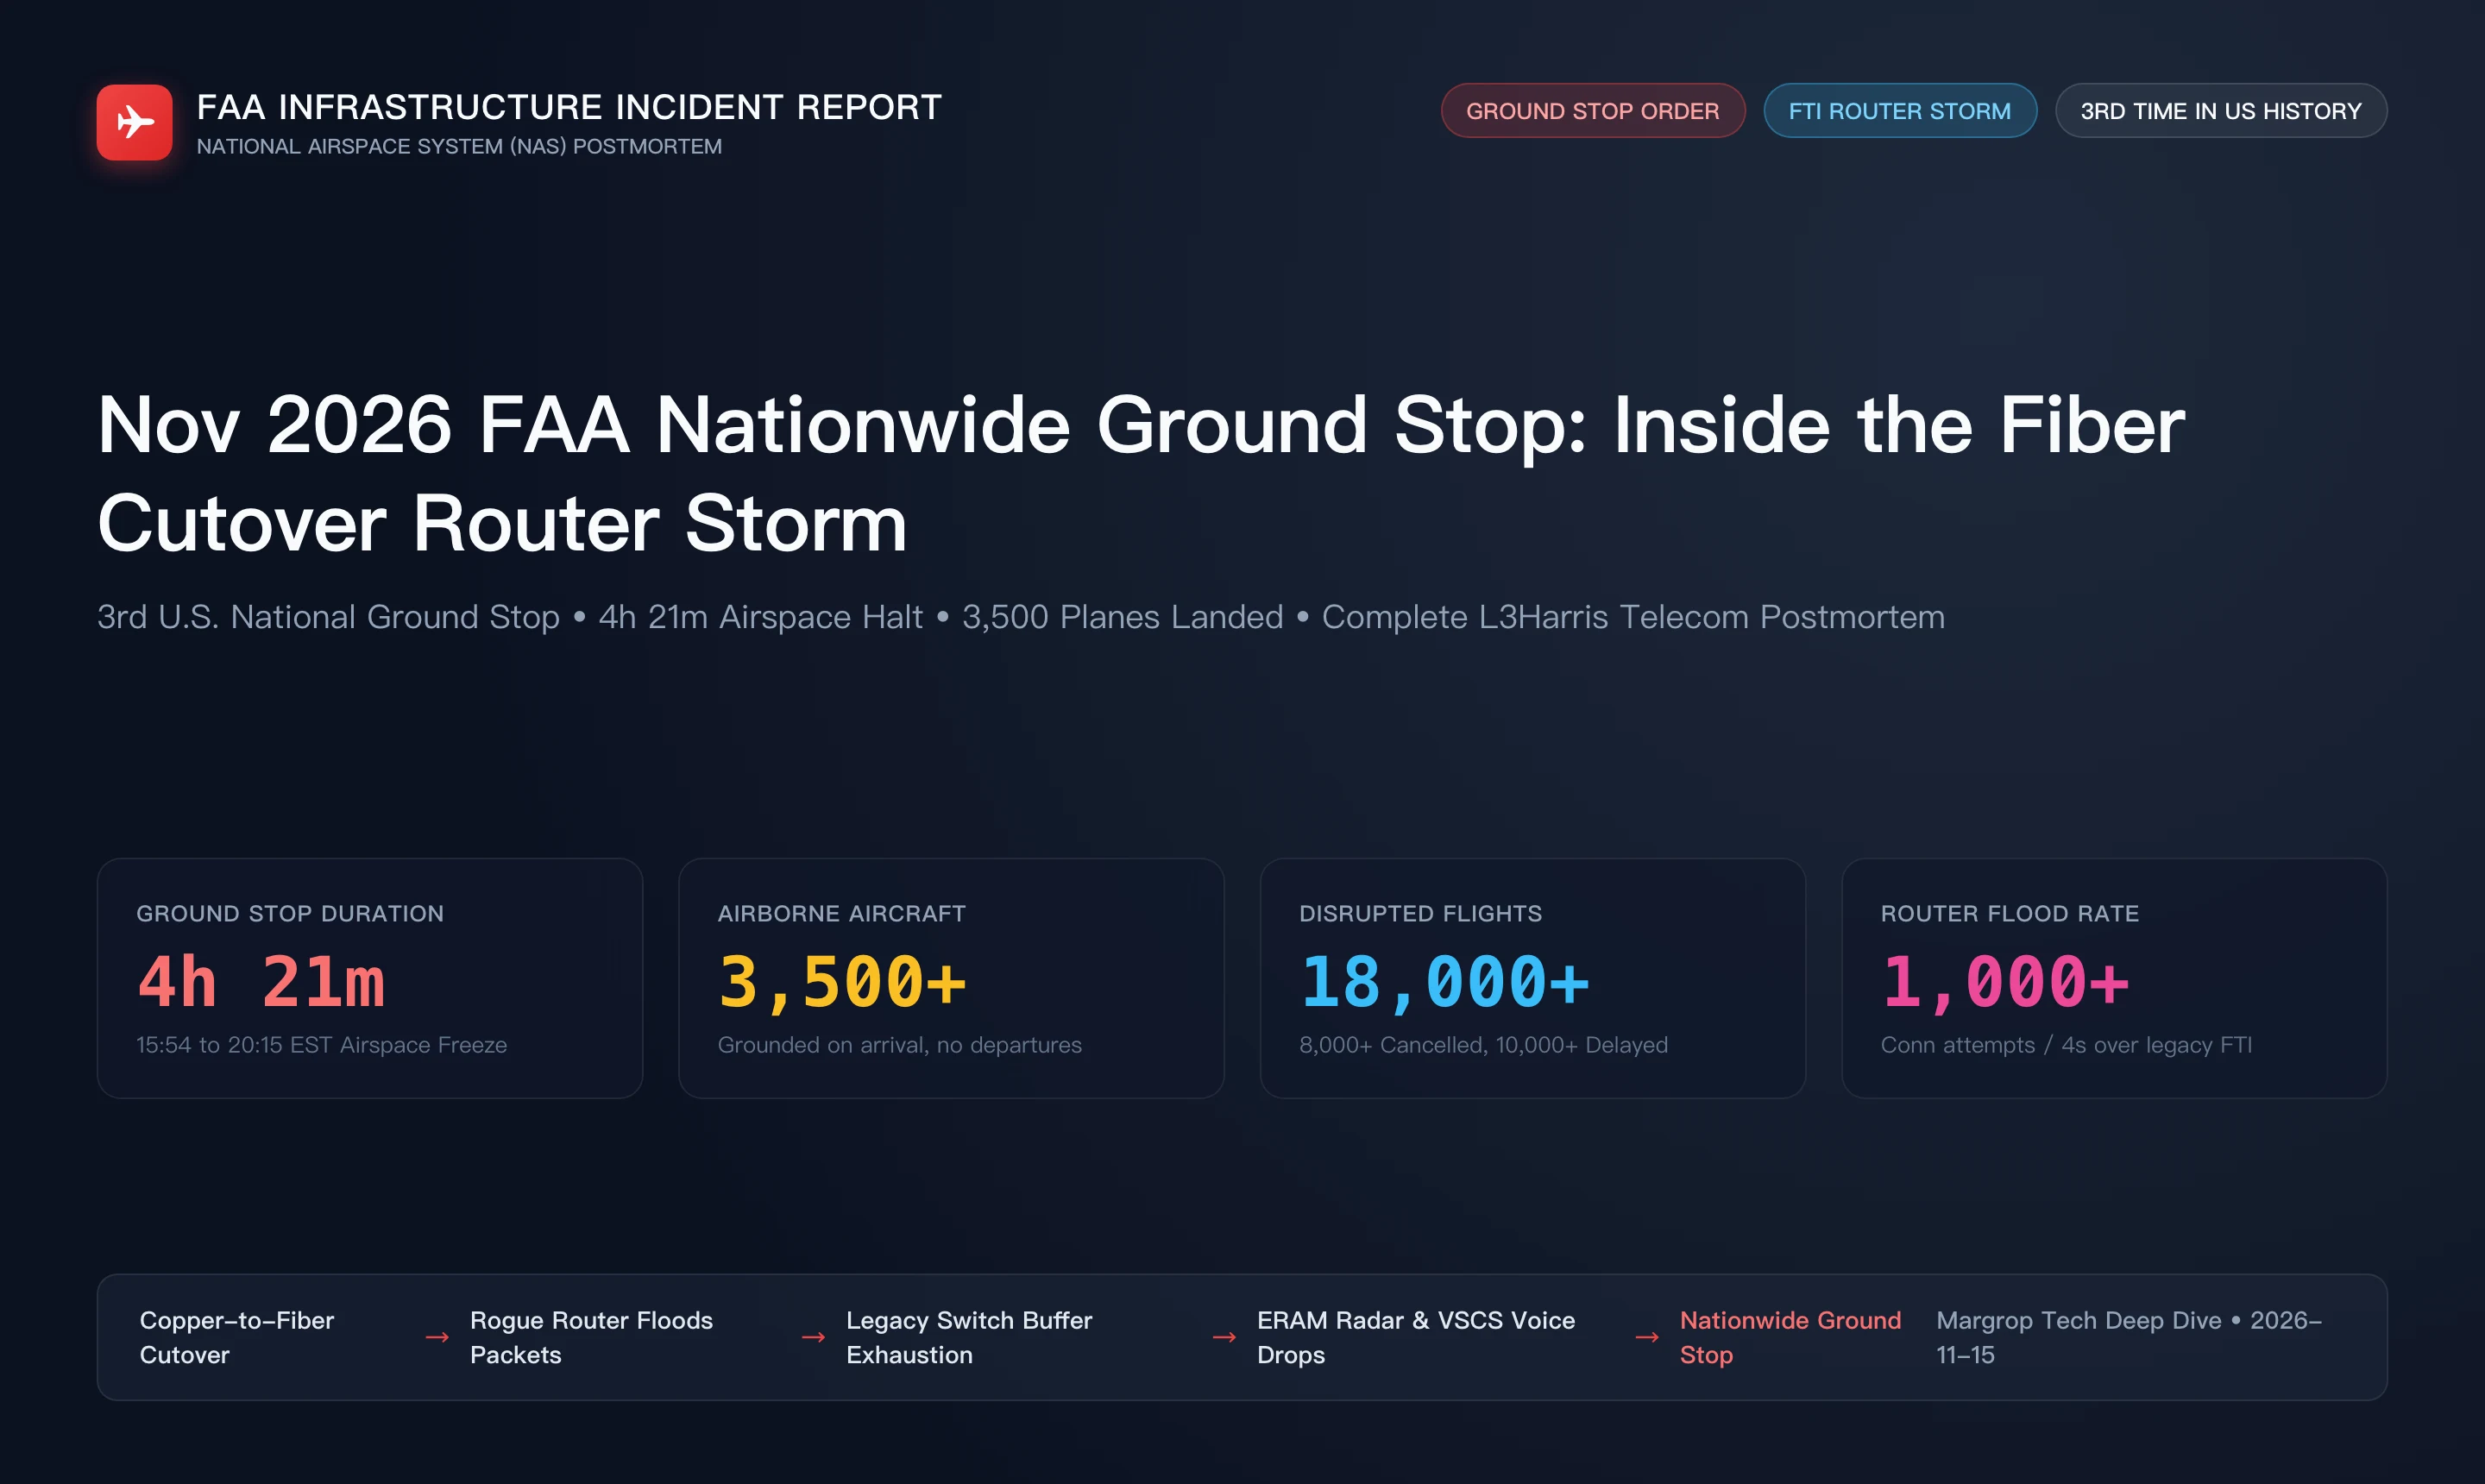 FAA INFRASTRUCTURE INCIDENT REPORT
NATIONAL AIRSPACE SYSTEM (NAS) POSTMORTEM
GROUND STOP ORDER
FTI ROUTER STORM
3RD TIME IN US HISTORY
Nov 2026 FAA Nationwide Ground Stop: Inside the Fiber
Cutover Router Storm
3rd U.S. National Ground Stop • 4h 21m Airspace Halt • 3,500 Planes Landed • Complete L3Harris Telecom Postmortem
GROUND STOP DURATION
4h 21m
15:54 to 20:15 EST Airspace Freeze
AIRBORNE AIRCRAFT
3,500+
Grounded on arrival, no departures
DISRUPTED FLIGHTS
18,000+
8,000+ Cancelled, 10,000+ Delayed
ROUTER FLOOD RATE
1,000+
Conn attempts / 4s over legacy FTI
Copper-to-Fiber
Cutover
→
Rogue Router Floods
Packets
→
Legacy Switch Buffer
Exhaustion
→
ERAM Radar & VSCS Voice
Drops
→
Nationwide Ground
Stop
Margrop Tech Deep Dive • 2026-
11-15